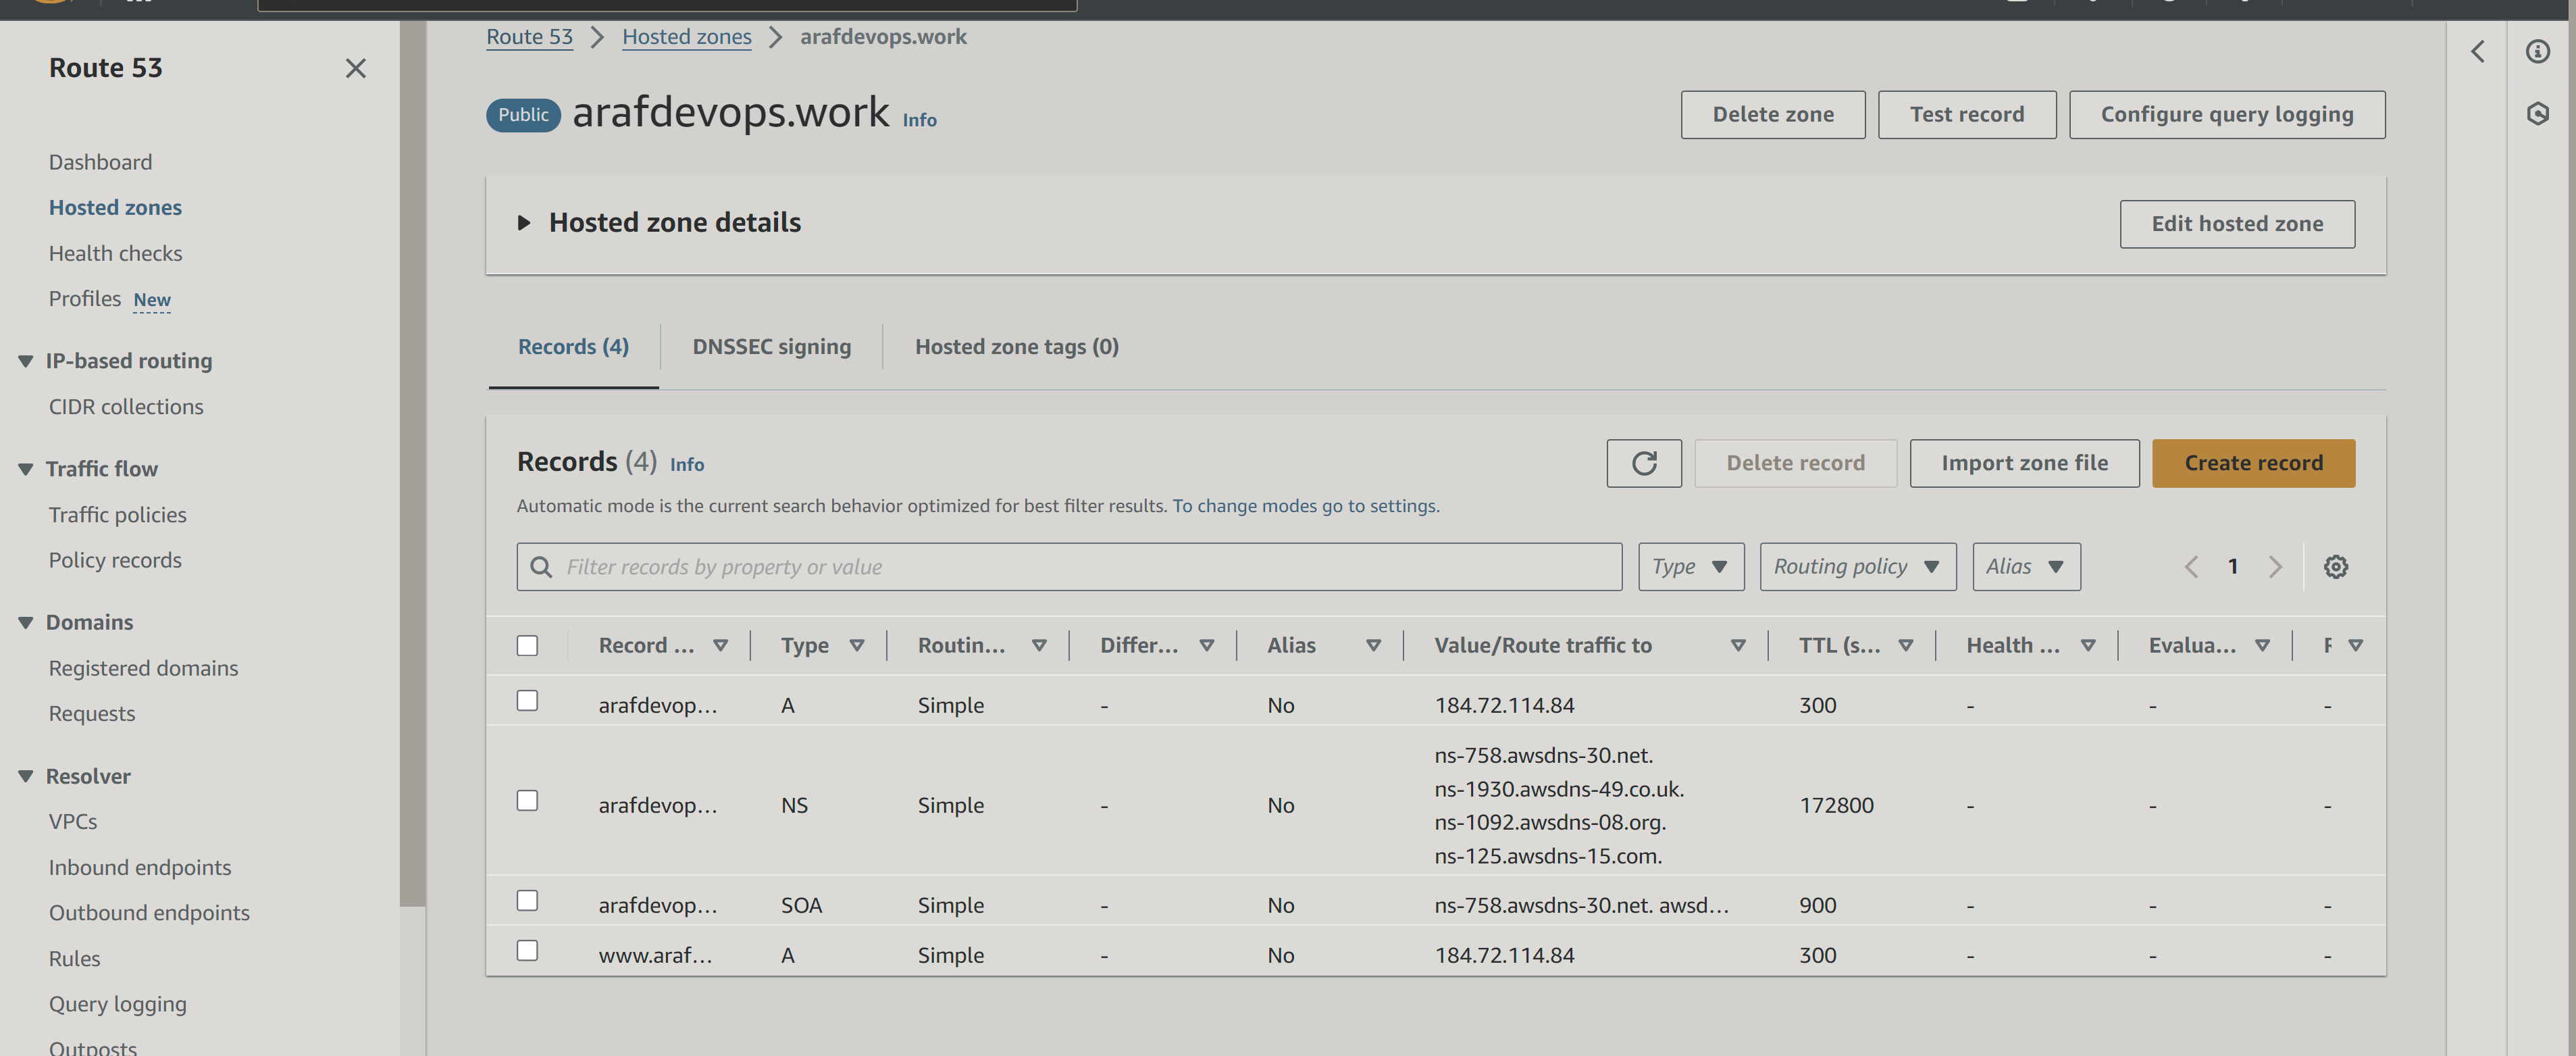 Route 53
Dashboard
Hosted zones
Health checks
Profiles New
IP-based routing
CIDR collections
Traffic flow
Traffic policies
Policy records
Domains
Registered domains
Requests
Resolver
VPCs
Inbound endpoints
Outbound endpoints
Rules
Query logging
Outposts
Route 53 Hosted zones arafdevops.work
Public arafdevops.work Info
Delete zone Test record Configure query logging
Hosted zone details Edit hosted zone
Records (4) DNSSEC signing Hosted zone tags (0)
Records (4) Info Delete record Import zone file Create record
Automatic mode is the current search behavior optimized for best filter results. To change modes go to settings.
Filter records by property or value Type Routing policy Alias 1
Record ... Type Routin... Differ... Alias Value/Route traffic to TTL (s... Health ... Evalua...
arafdevop... A Simple - No 184.72.114.84 300 - - -
ns-758.awsdns-30.net.
ns-1930.awsdns-49.co.uk.
arafdevop... NS Simple - No 172800 - - -
ns-1092.awsdns-08.org.
ns-125.awsdns-15.com.
arafdevop... SOA Simple - No ns-758.awsdns-30.net. awsd... 900 - - -
www.araf... A Simple - No 184.72.114.84 300 - - -